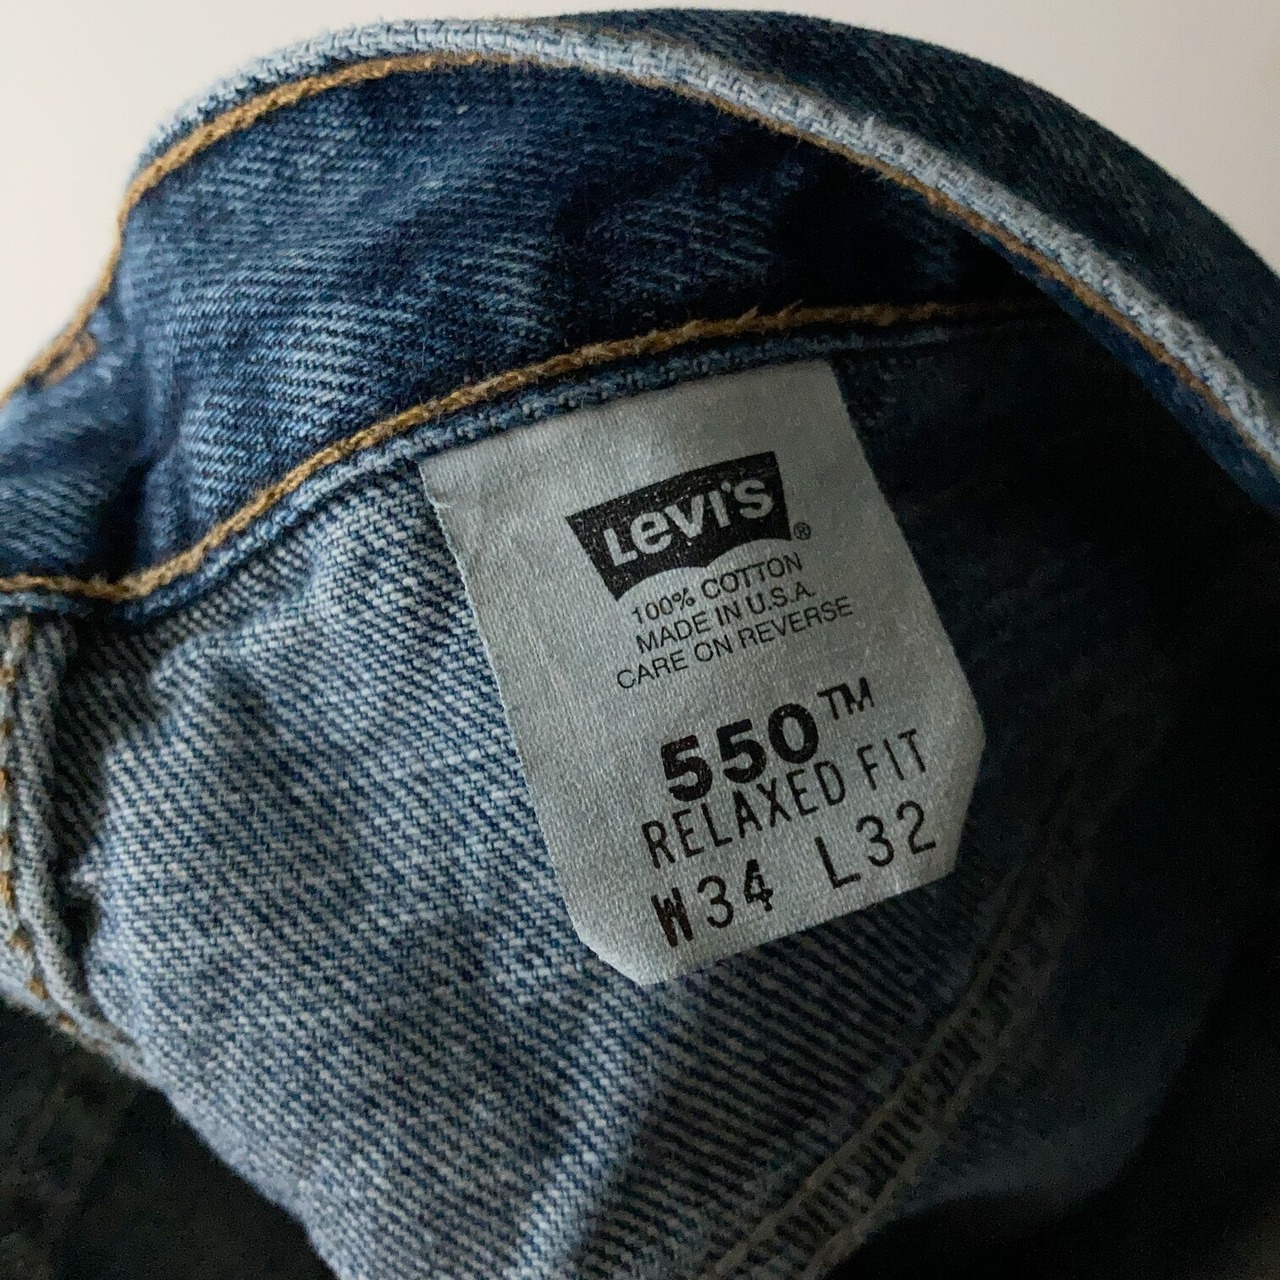 Levi's®
100% COTTON
MADE IN U.S.A.
CARE ON REVERSE
550™
RELAXED FIT
W34 L32